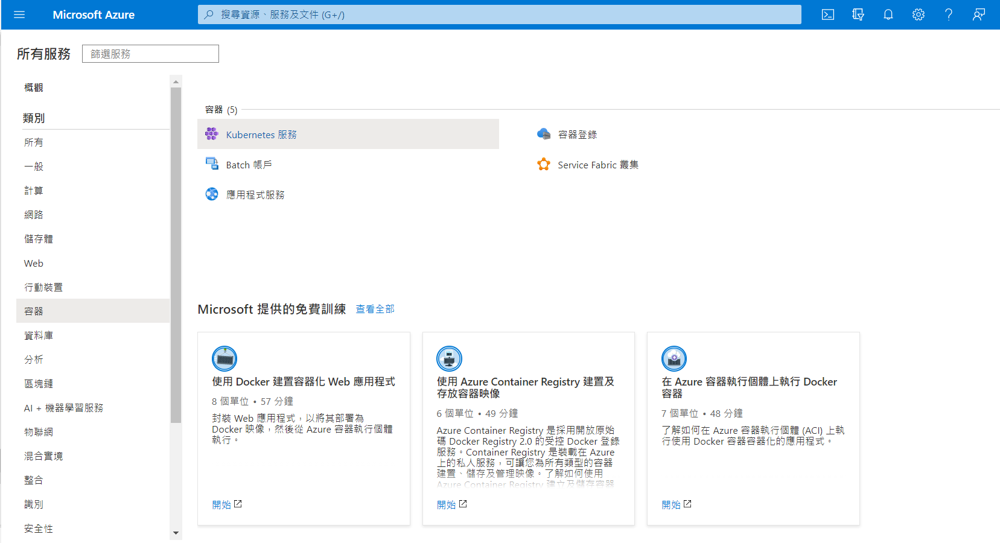 Microsoft Azure
搜尋資源、服務及文件 (G+/)
所有服務
篩選服務
概觀
類別
所有
一般
計算
網路
儲存體
Web
行動裝置
容器
資料庫
分析
區塊鏈
AI + 機器學習服務
物聯網
混合實境
整合
識別
安全性
容器 (5)
Kubernetes 服務
容器登錄
Batch 帳戶
Service Fabric 叢集
應用程式服務
Microsoft 提供的免費訓練 查看全部
使用 Docker 建置容器化 Web 應用程式
8 個單位 • 57 分鐘
封裝 Web 應用程式，以將其部署為
Docker 映像，然後從 Azure 容器執行個體
執行。
開始
使用 Azure Container Registry 建置及
存放容器映像
6 個單位 • 49 分鐘
Azure Container Registry 是採用開放原始
碼 Docker Registry 2.0 的受控 Docker 登錄
服務。Container Registry 是裝載在 Azure
上的私人服務，可讓您為所有類型的容器
建置、儲存及管理映像。了解如何使用
Azure Container Registry 建立及儲存容器
開始
在 Azure 容器執行個體上執行 Docker
容器
7 個單位 • 48 分鐘
了解如何在 Azure 容器執行個體 (ACI) 上執
行使用 Docker 容器容器化的應用程式。
開始